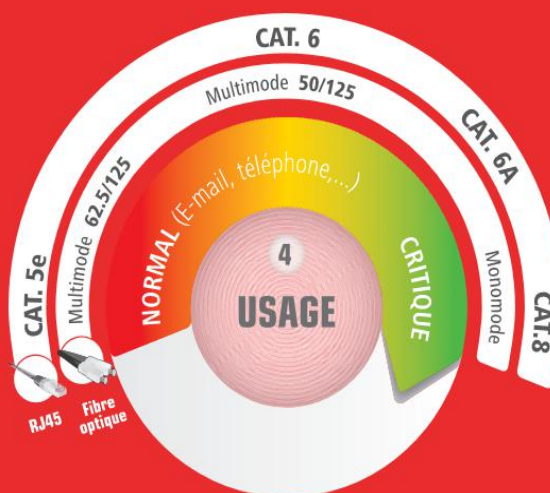 CAT. 5e
CAT. 6
CAT. 6A
CAT.8
Multimode 62.5/125
Multimode 50/125
Monomode
NORMAL (E-mail, téléphone,...)
CRITIQUE
4
USAGE
RJ45
Fibre
optique